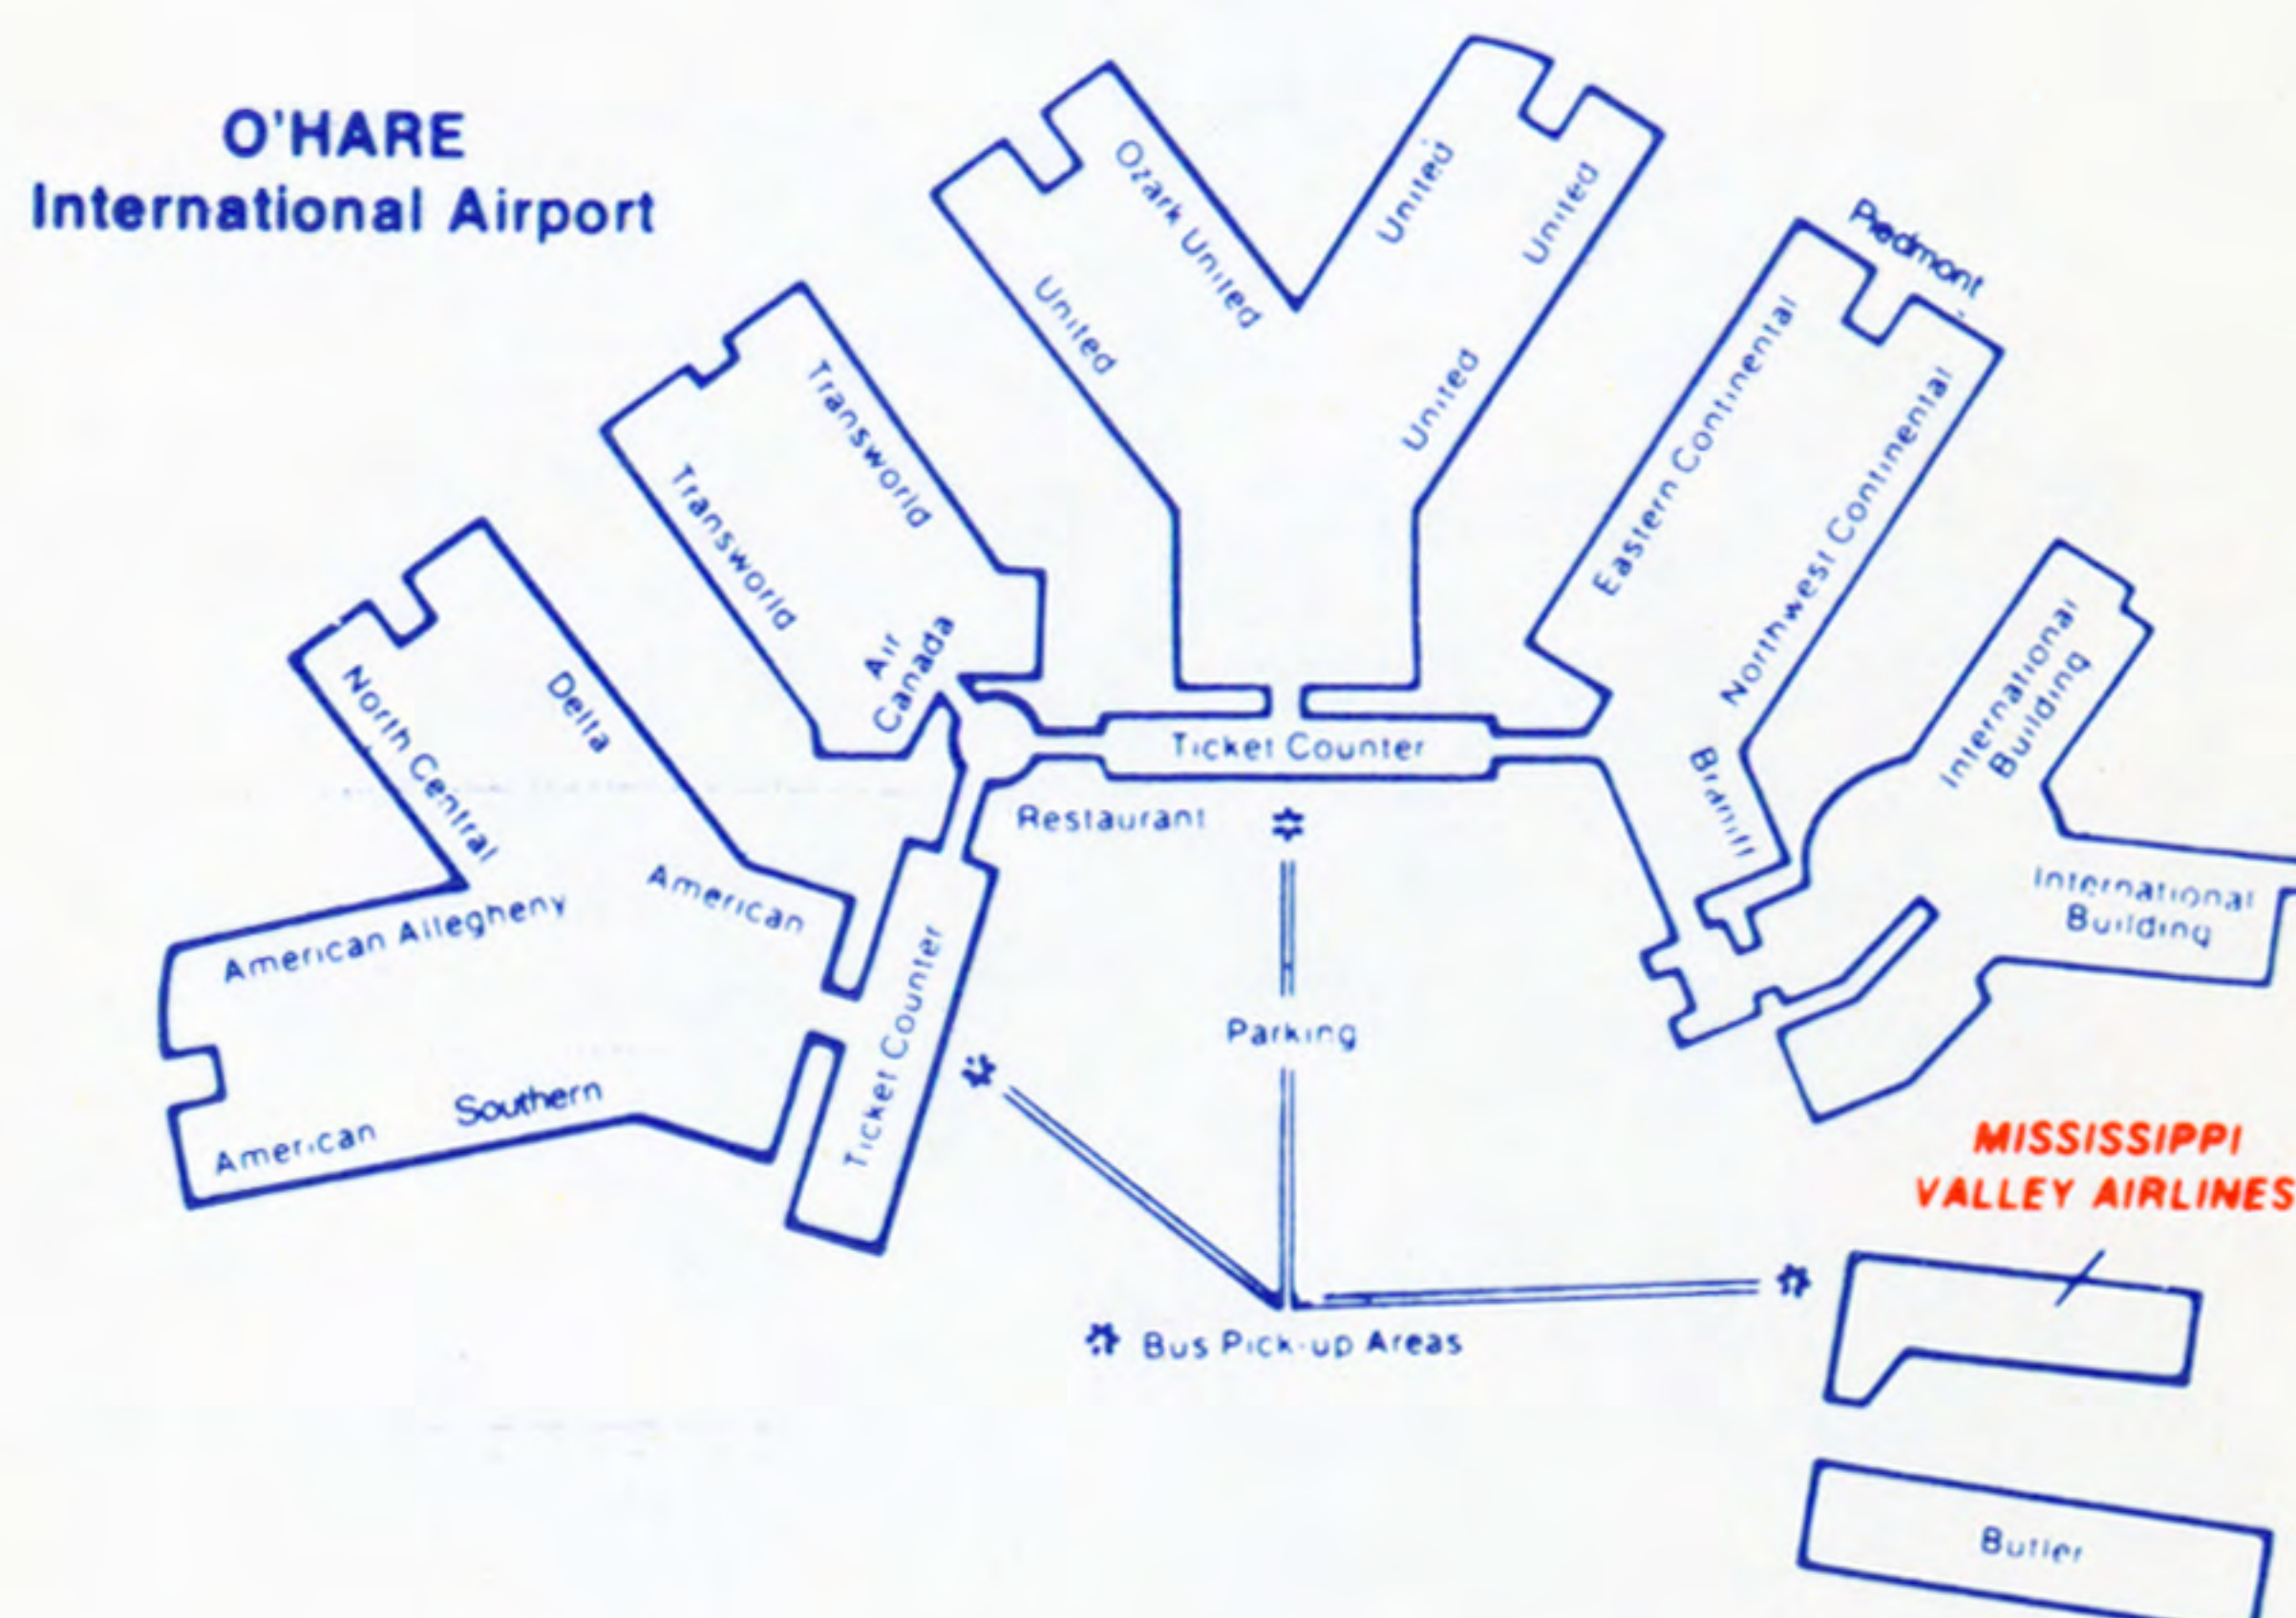 O'HARE
International Airport
Ozark United
United
United
United
United
Piedmont
Eastern Continental
Northwest Continental
Braniff
Transworld
Transworld
Air
Canada
International
Building
International
Building
North Central
Delta
American
American Allegheny
American
Southern
Ticket Counter
Ticket Counter
Restaurant
Parking
Bus Pick-up Areas
MISSISSIPPI
VALLEY AIRLINES
Butler